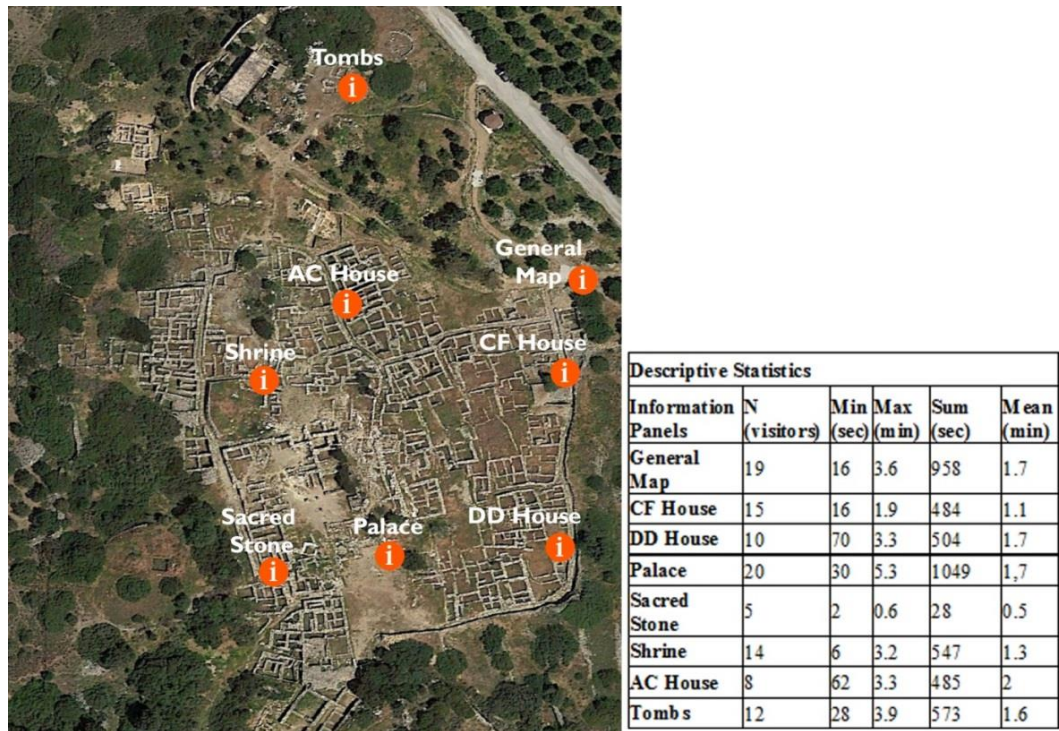 Tombs
i
General
Map i
AC House
i
CF House
i
Shrine
i
Sacred
Stone
i
Palace
i
DD House
i
Descriptive Statistics
Information Panels N (visitors) Min (sec) Max (min) Sum (sec) Mean (min)
General Map 19 16 3.6 958 1.7
CF House 15 16 1.9 484 1.1
DD House 10 70 3.3 504 1.7
Palace 20 30 5.3 1049 1,7
Sacred Stone 5 2 0.6 28 0.5
Shrine 14 6 3.2 547 1.3
AC House 8 62 3.3 485 2
Tombs 12 28 3.9 573 1.6